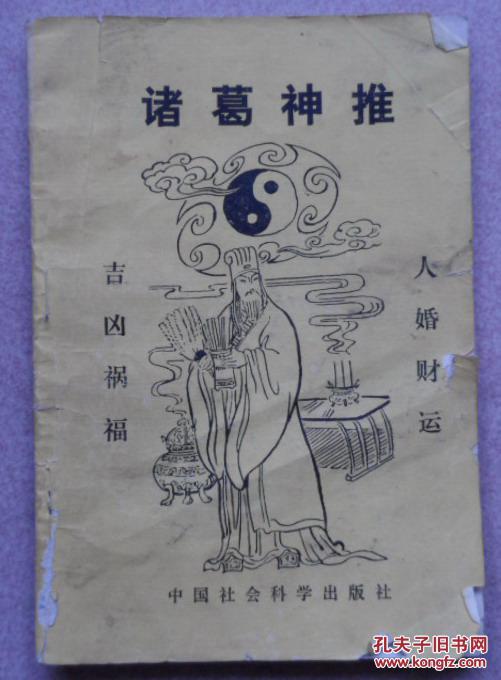 诸葛神推
吉凶祸福
人婚财运
中国社会科学出版社
孔夫子旧书网
www.kongfz.com